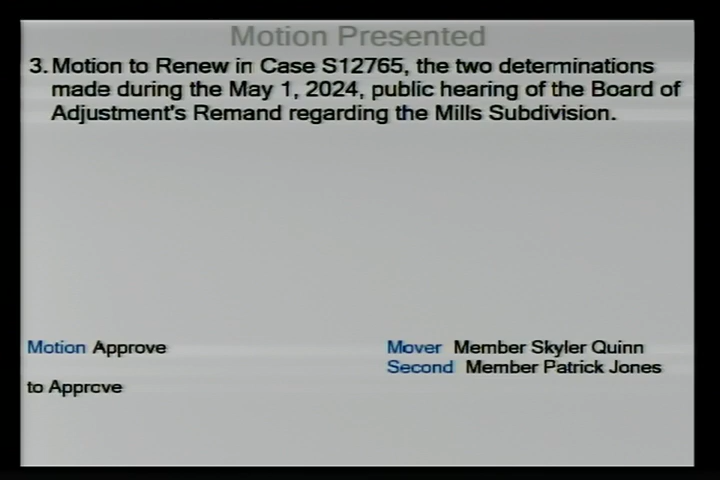 Motion Presented
3. Motion to Renew in Case S12765, the two determinations
made during the May 1, 2024, public hearing of the Board of
Adjustment's Remand regarding the Mills Subdivision.
Motion Approve
Mover Member Skyler Quinn
Second Member Patrick Jones
to Approve